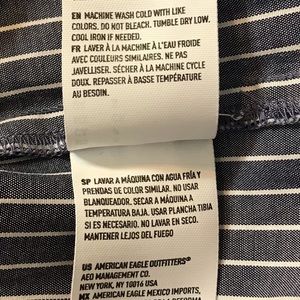 EN MACHINE WASH COLD WITH LIKE
COLORS. DO NOT BLEACH. TUMBLE DRY LOW.
COOL IRON IF NEEDED.
FR LAVER À LA MACHINE À L'EAU FROIDE
AVEC COULEURS SIMILAIRES. NE PAS
JAVELLISER. SÉCHER À LA MACHINE CYCLE
DOUX. REPASSER À BASSE TEMPÉRATURE
AU BESOIN.
SP LAVAR A MÁQUINA CON AGUA FRÍA Y
PRENDAS DE COLOR SIMILAR. NO USAR
BLANQUEADOR. SECAR A MÁQUINA A
TEMPERATURA BAJA. USAR PLANCHA TIBIA
SI ES NECESARIO. NO LAVAR EN SECO.
MANTENER LEJOS DEL FUEGO
US AMERICAN EAGLE OUTFITTERS®
AEO MANAGEMENT CO.
NEW YORK, NY 10016 USA
MX AMERICAN EAGLE MEXICO IMPORTS,